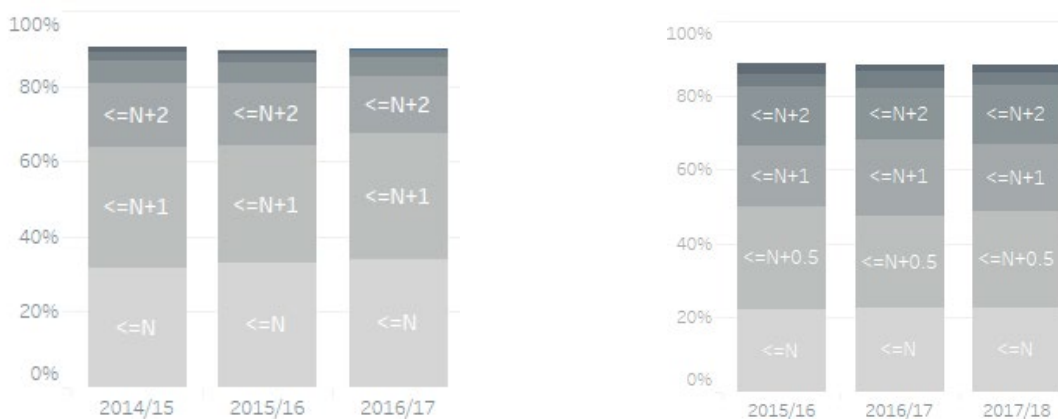 100%
80%
<=N+2 <=N+2 <=N+2
60%
<=N+1 <=N+1 <=N+1
40%
20%
<=N <=N <=N
0%
2014/15 2015/16 2016/17
100%
80%
<=N+2 <=N+2 <=N+2
60%
<=N+1 <=N+1 <=N+1
40%
<=N+0.5 <=N+0.5 <=N+0.5
20%
<=N <=N <=N
0%
2015/16 2016/17 2017/18